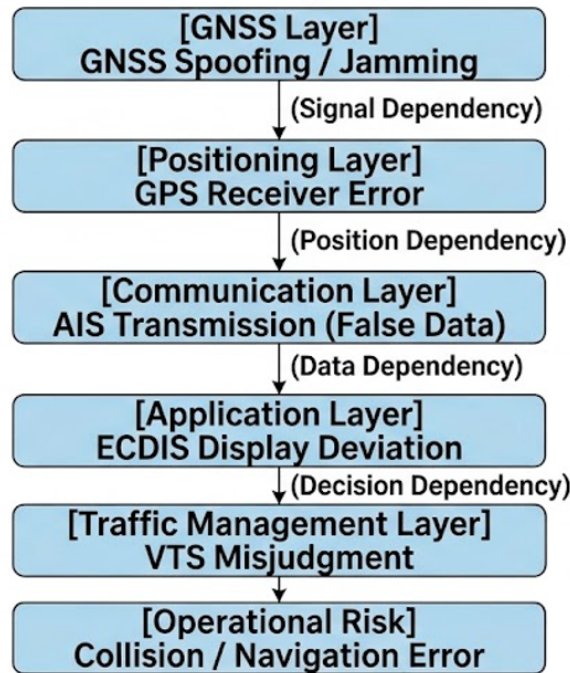 [GNSS Layer]
GNSS Spoofing / Jamming
(Signal Dependency)
[Positioning Layer]
GPS Receiver Error
(Position Dependency)
[Communication Layer]
AIS Transmission (False Data)
(Data Dependency)
[Application Layer]
ECDIS Display Deviation
(Decision Dependency)
[Traffic Management Layer]
VTS Misjudgment
[Operational Risk]
Collision / Navigation Error